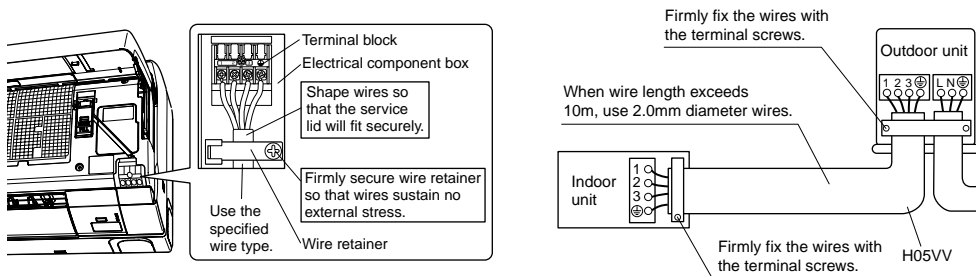 Terminal block
Electrical component box
Shape wires so
that the service
lid will fit securely.
Firmly secure wire retainer
so that wires sustain no
external stress.
Use the
specified
wire type.
Wire retainer
Firmly fix the wires with
the terminal screws.
Outdoor unit
1 2 3
L N
When wire length exceeds
10m, use 2.0mm diameter wires.
Indoor
unit
1
2
3
Firmly fix the wires with
the terminal screws.
H05VV